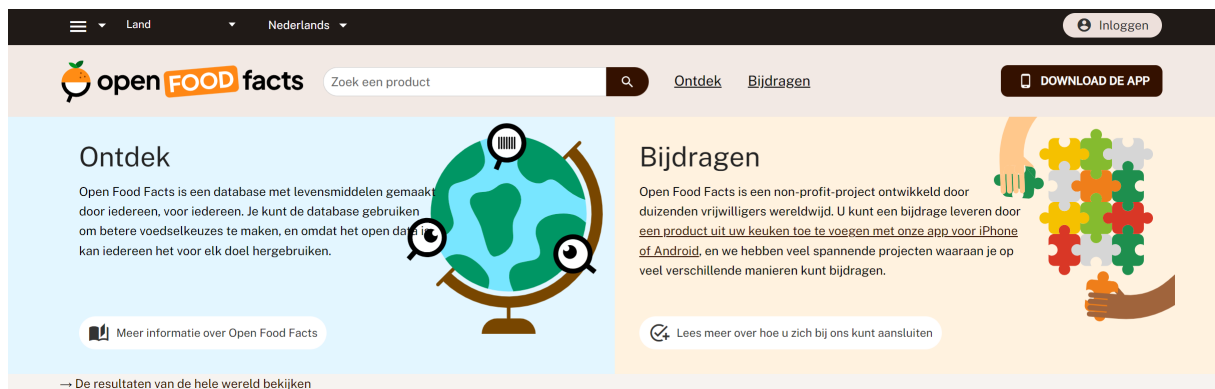 Land
Nederlands
Inloggen
open FOOD facts
Zoek een product
Ontdek
Bijdragen
DOWNLOAD DE APP
Ontdek
Open Food Facts is een database met levensmiddelen gemaakt
door iedereen, voor iedereen. Je kunt de database gebruiken
om betere voedselkeuzes te maken, en omdat het open data is
kan iedereen het voor elk doel hergebruiken.
Meer informatie over Open Food Facts
Bijdragen
Open Food Facts is een non-profit-project ontwikkeld door
duizenden vrijwilligers wereldwijd. U kunt een bijdrage leveren door
een product uit uw keuken toe te voegen met onze app voor iPhone
of Android, en we hebben veel spannende projecten waaraan je op
veel verschillende manieren kunt bijdragen.
Lees meer over hoe u zich bij ons kunt aansluiten
→ De resultaten van de hele wereld bekijken